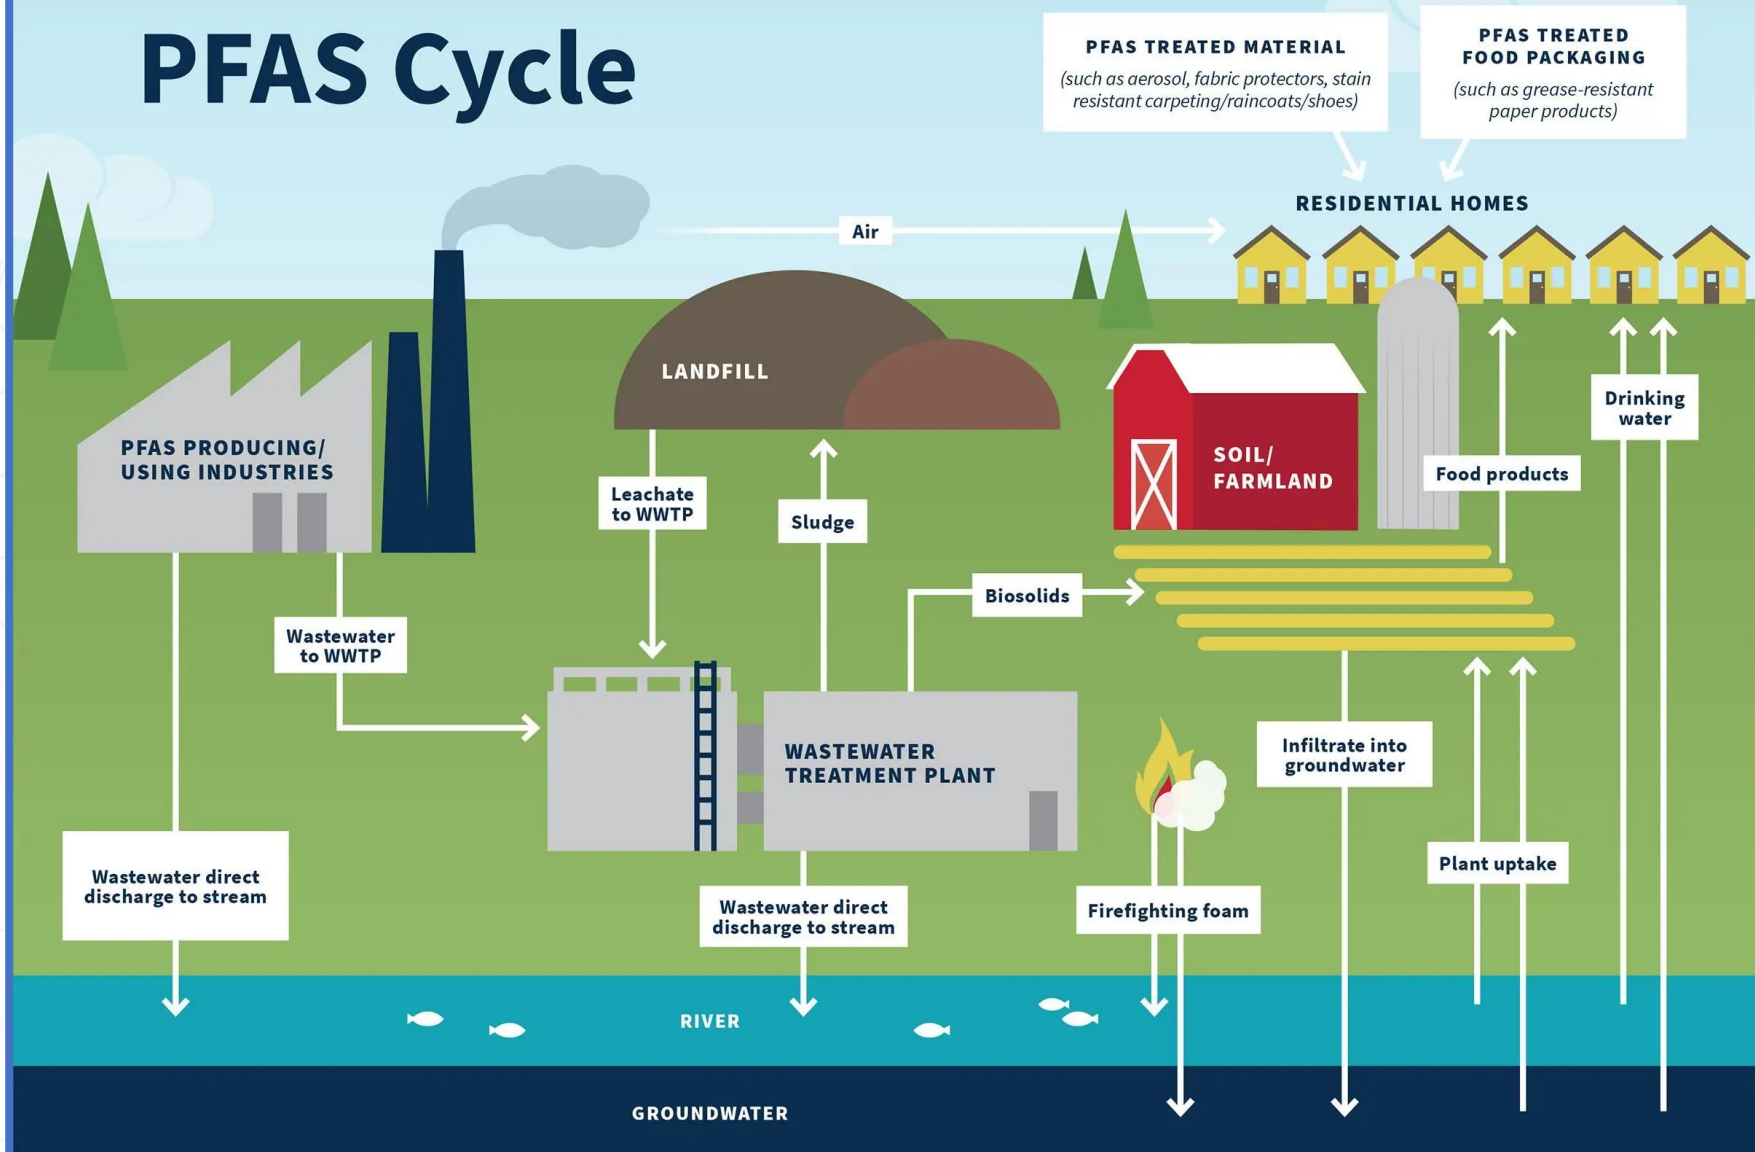 PFAS Cycle
PFAS TREATED MATERIAL
(such as aerosol, fabric protectors, stain
resistant carpeting/raincoats/shoes)
PFAS TREATED
FOOD PACKAGING
(such as grease-resistant
paper products)
RESIDENTIAL HOMES
Air
LANDFILL
PFAS PRODUCING/
USING INDUSTRIES
SOIL/
FARMLAND
Drinking
water
Food products
Leachate
to WWTP
Sludge
Biosolids
Wastewater
to WWTP
WASTEWATER
TREATMENT PLANT
Infiltrate into
groundwater
Plant uptake
Wastewater direct
discharge to stream
Wastewater direct
discharge to stream
Firefighting foam
RIVER
GROUNDWATER